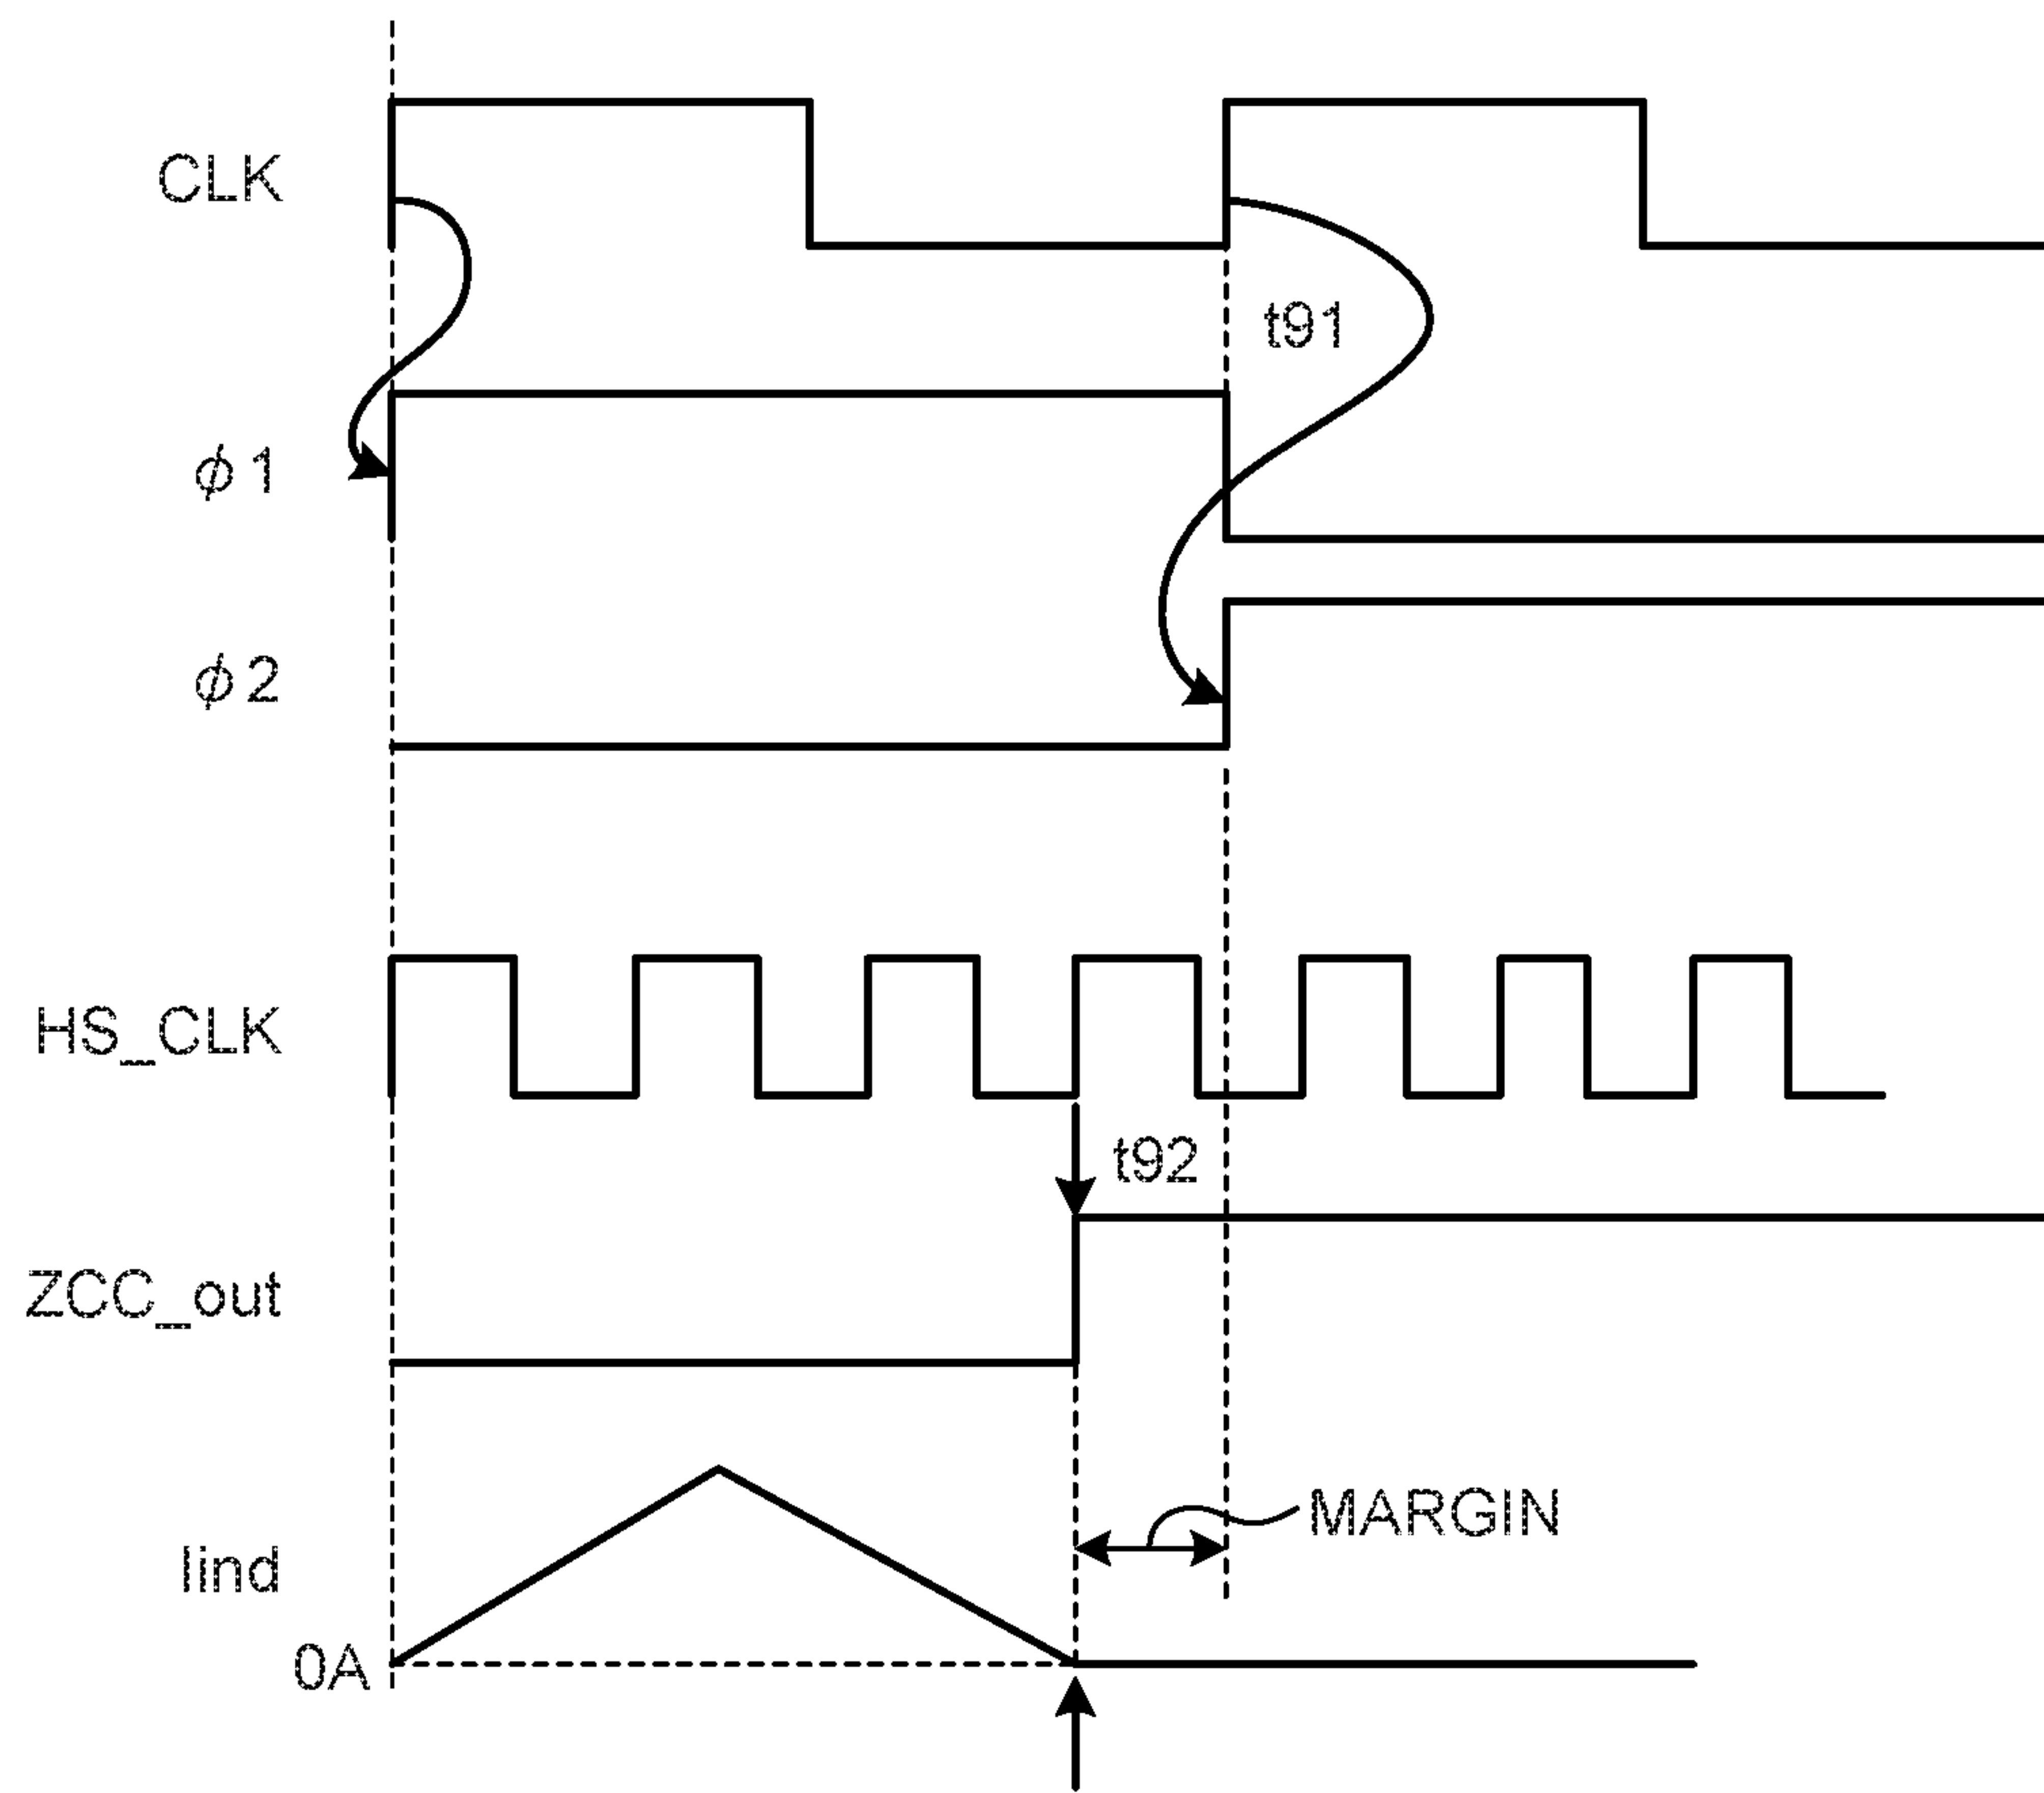 CLK
t91
ϕ1
ϕ2
HS_CLK
t92
ZCC_out
MARGIN
Iind
0A